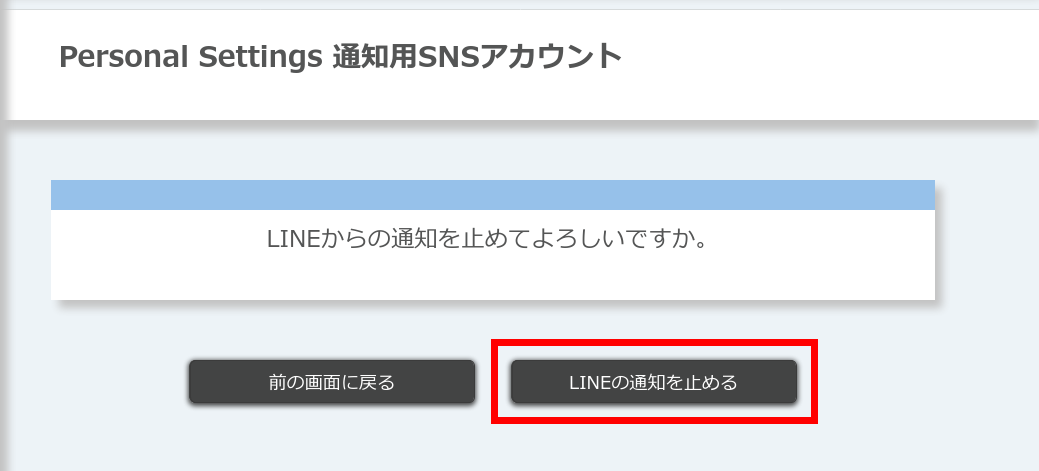 Personal Settings 通知用SNSアカウント
LINEからの通知を止めてよろしいですか。
前の画面に戻る
LINEの通知を止める